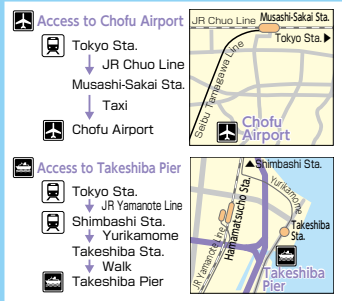 Access to Chofu Airport
Tokyo Sta.
JR Chuo Line
Musashi-Sakai Sta.
Taxi
Chofu Airport
JR Chuo Line
Musashi-Sakai Sta.
Tokyo Sta.▶
Seibu Tamagawa Line
Chofu
Airport
Access to Takeshiba Pier
Tokyo Sta.
JR Yamanote Line
Shimbashi Sta.
Yurikamome
Takeshiba Sta.
Walk
Takeshiba Pier
▲Shimbashi Sta.
Yurikamome
Hamamatsucho Sta.
JR Yamanote Line
Takeshiba
Sta.
Takeshiba
Pier